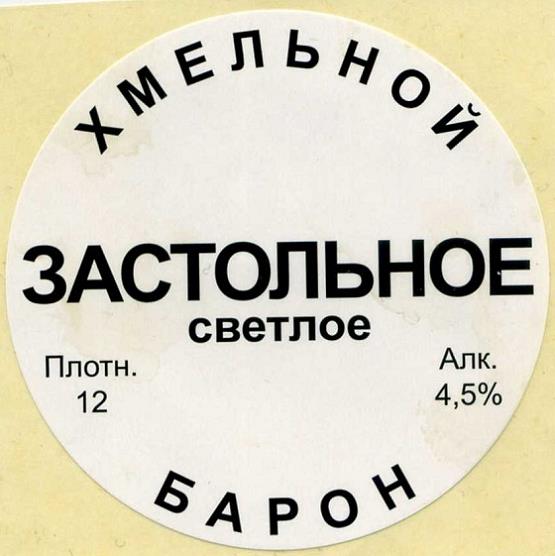 ХМЕЛЬНОЙ
ЗАСТОЛЬНОЕ
светлое
Плотн.
12
Алк.
4,5%
БАРОН